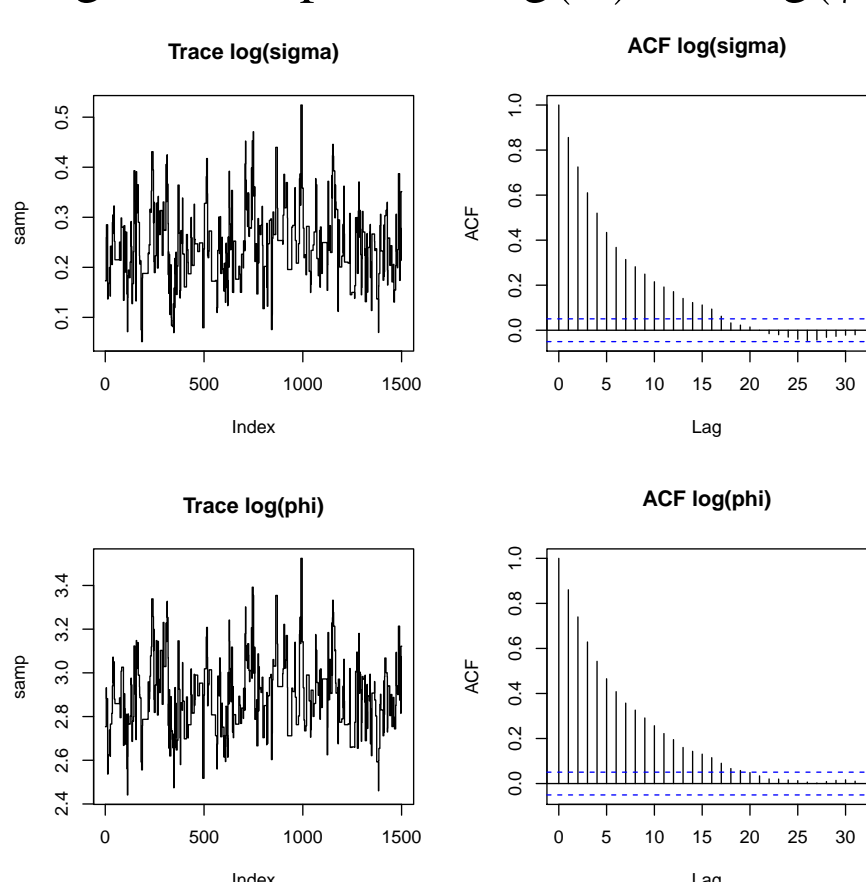 Trace log(sigma)
samp
0.1 0.2 0.3 0.4 0.5
0 500 1000 1500
Index
ACF log(sigma)
ACF
0.0 0.2 0.4 0.6 0.8 1.0
0 5 10 15 20 25 30
Lag
Trace log(phi)
samp
2.4 2.6 2.8 3.0 3.2 3.4
0 500 1000 1500
Index
ACF log(phi)
ACF
0.0 0.2 0.4 0.6 0.8 1.0
0 5 10 15 20 25 30
Lag